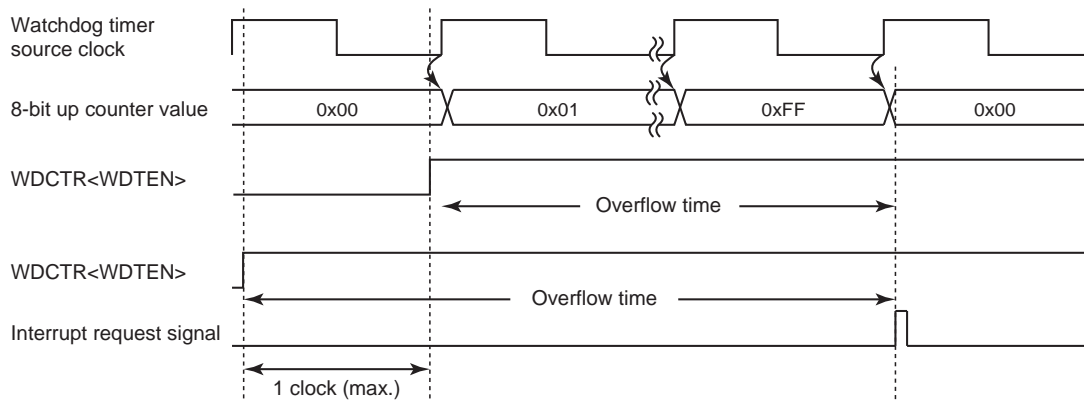 Watchdog timer
source clock
8-bit up counter value
0x00 0x01 0xFF 0x00
WDCTR<WDTEN>
Overflow time
WDCTR<WDTEN>
Overflow time
Interrupt request signal
1 clock (max.)